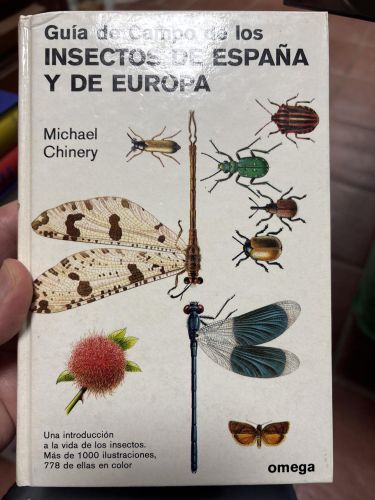 Guía de Campo de los
INSECTOS DE ESPAÑA
Y DE EUROPA
Michael
Chinery
Una introducción
a la vida de los insectos.
Más de 1000 ilustraciones,
778 de ellas en color
omega